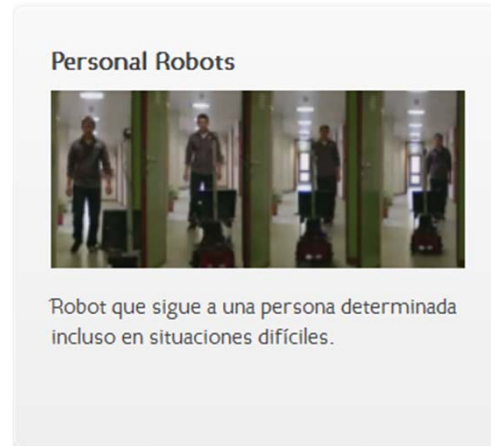 Personal Robots
Robot que sigue a una persona determinada
incluso en situaciones difíciles.